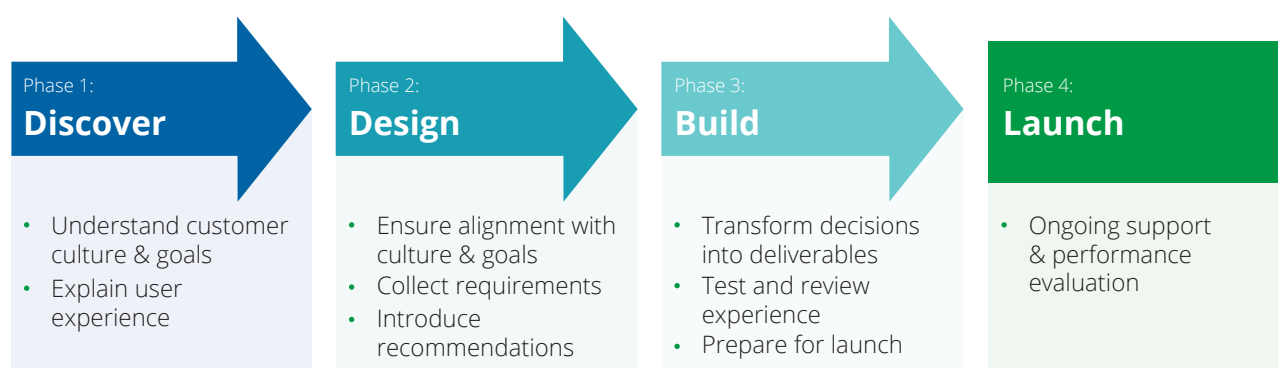 Phase 1:
Discover
• Understand customer
culture & goals
• Explain user
experience
Phase 2:
Design
• Ensure alignment with
culture & goals
• Collect requirements
• Introduce
recommendations
Phase 3:
Build
• Transform decisions
into deliverables
• Test and review
experience
• Prepare for launch
Phase 4:
Launch
• Ongoing support
& performance
evaluation